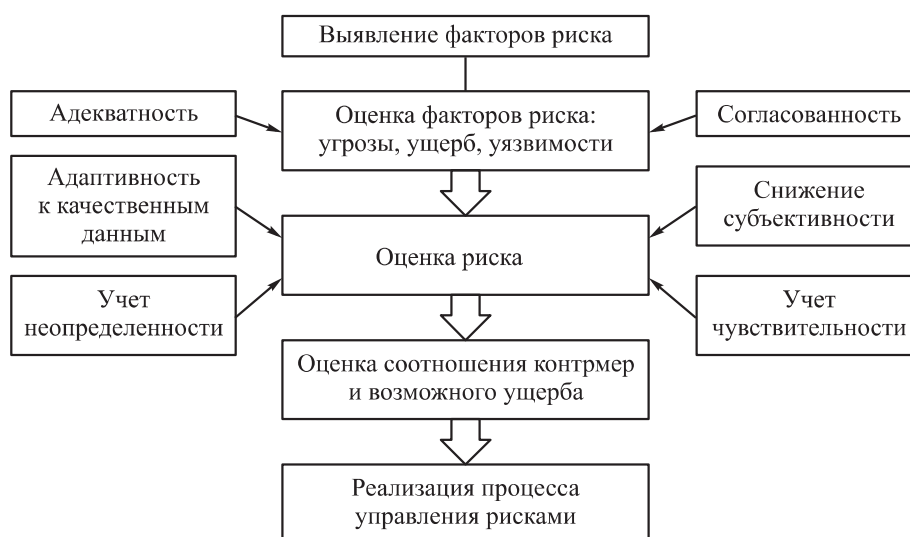 Выявление факторов риска
Адекватность
Оценка факторов риска:
угрозы, ущерб, уязвимости
Согласованность
Адаптивность
к качественным
данным
Снижение
субъективности
Оценка риска
Учет
неопределенности
Учет
чувствительности
Оценка соотношения контрмер
и возможного ущерба
Реализация процесса
управления рисками